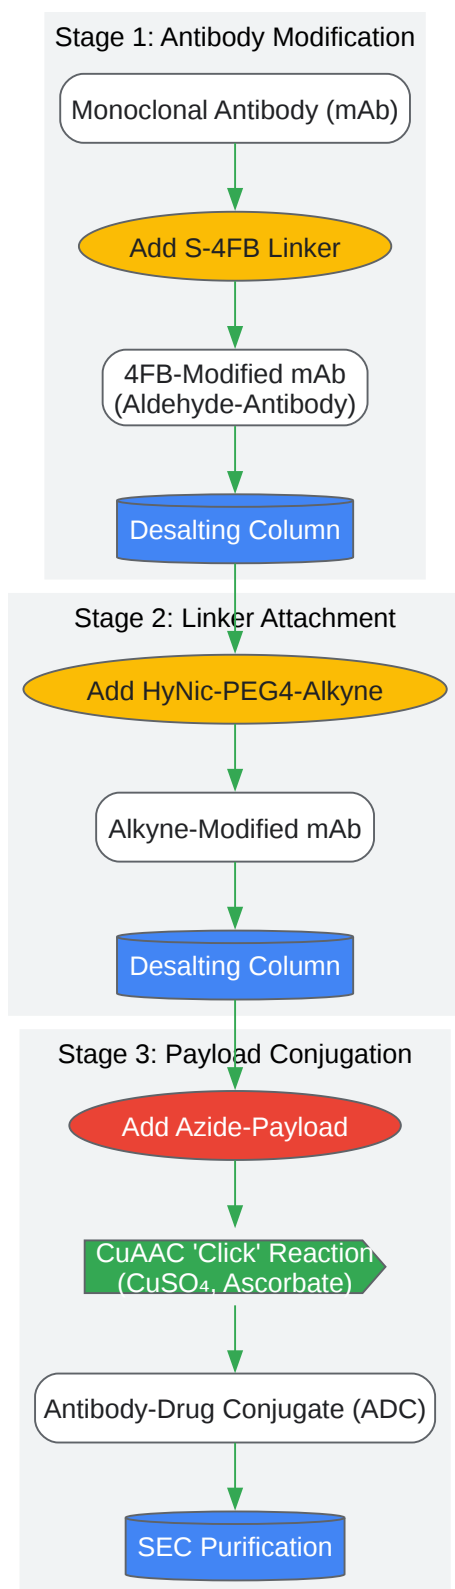 Stage 1: Antibody Modification
Monoclonal Antibody (mAb)
Add S-4FB Linker
4FB-Modified mAb
(Aldehyde-Antibody)
Desalting Column
Stage 2: Linker Attachment
Add HyNic-PEG4-Alkyne
Alkyne-Modified mAb
Desalting Column
Stage 3: Payload Conjugation
Add Azide-Payload
CuAAC 'Click' Reaction
(CuSO₄, Ascorbate)
Antibody-Drug Conjugate (ADC)
SEC Purification